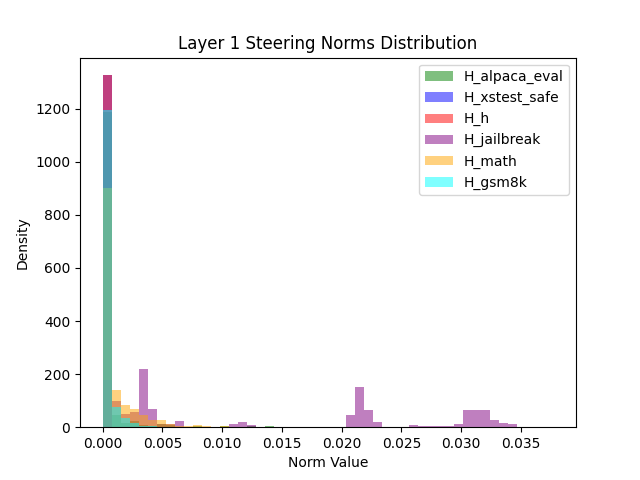 Layer 1 Steering Norms Distribution
H_alpaca_eval
H_xstest_safe
H_h
H_jailbreak
H_math
H_gsm8k
1200
1000
800
600
400
200
0
Density
0.000 0.005 0.010 0.015 0.020 0.025 0.030 0.035
Norm Value